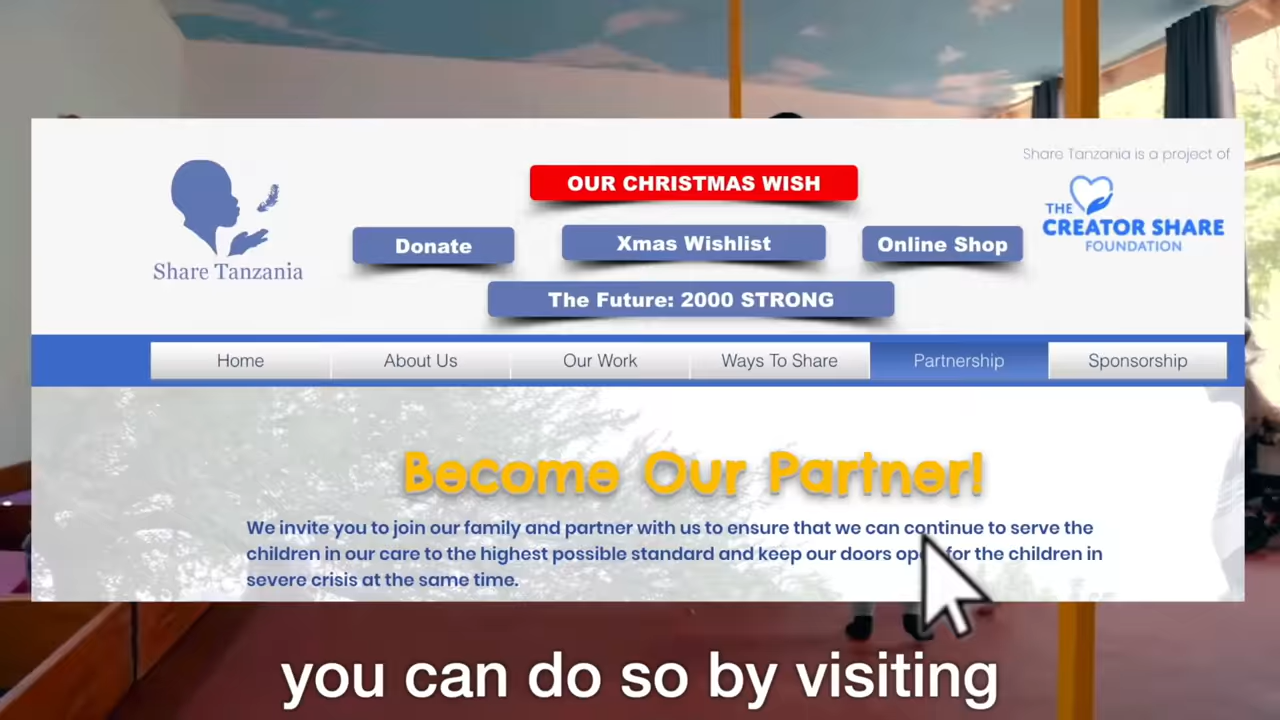 Share Tanzania is a project of
OUR CHRISTMAS WISH
THE
CREATOR SHARE
FOUNDATION
Share Tanzania
Donate
Xmas Wishlist
Online Shop
The Future: 2000 STRONG
Home
About Us
Our Work
Ways To Share
Partnership
Sponsorship
Become Our Partner!
We invite you to join our family and partner with us to ensure that we can continue to serve the
children in our care to the highest possible standard and keep our doors open for the children in
severe crisis at the same time.
you can do so by visiting